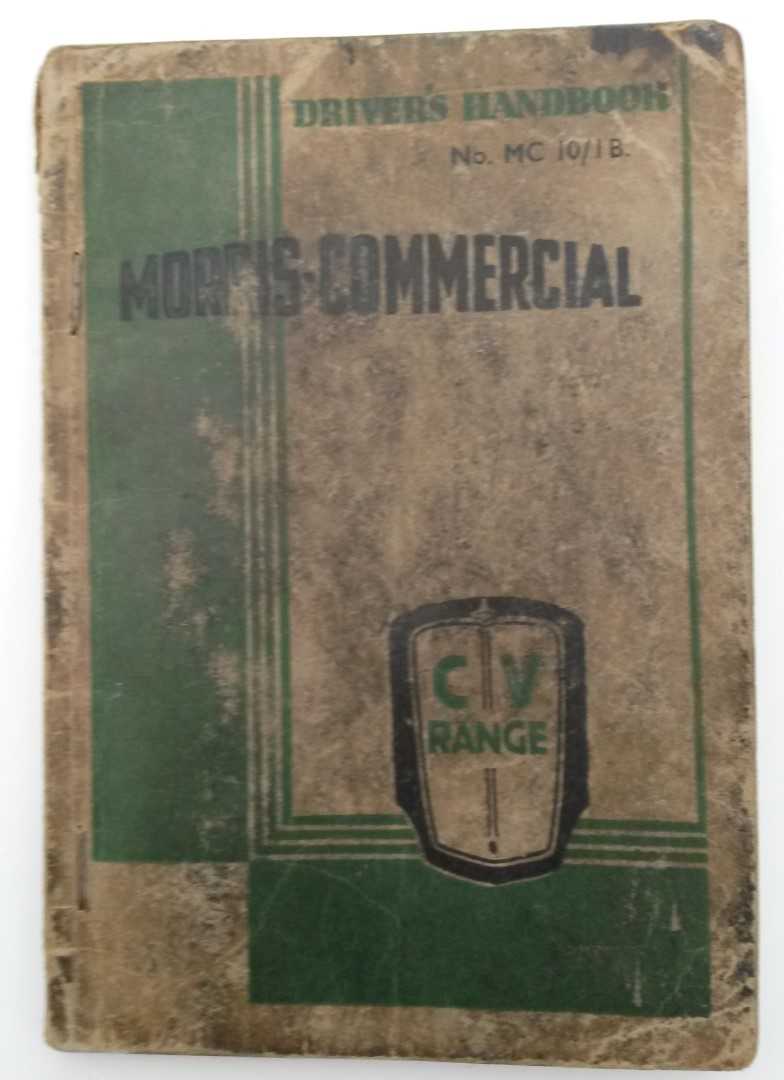 DRIVER'S HANDBOOK
No. MC 10/1B.
MORRIS-COMMERCIAL
C V
RANGE